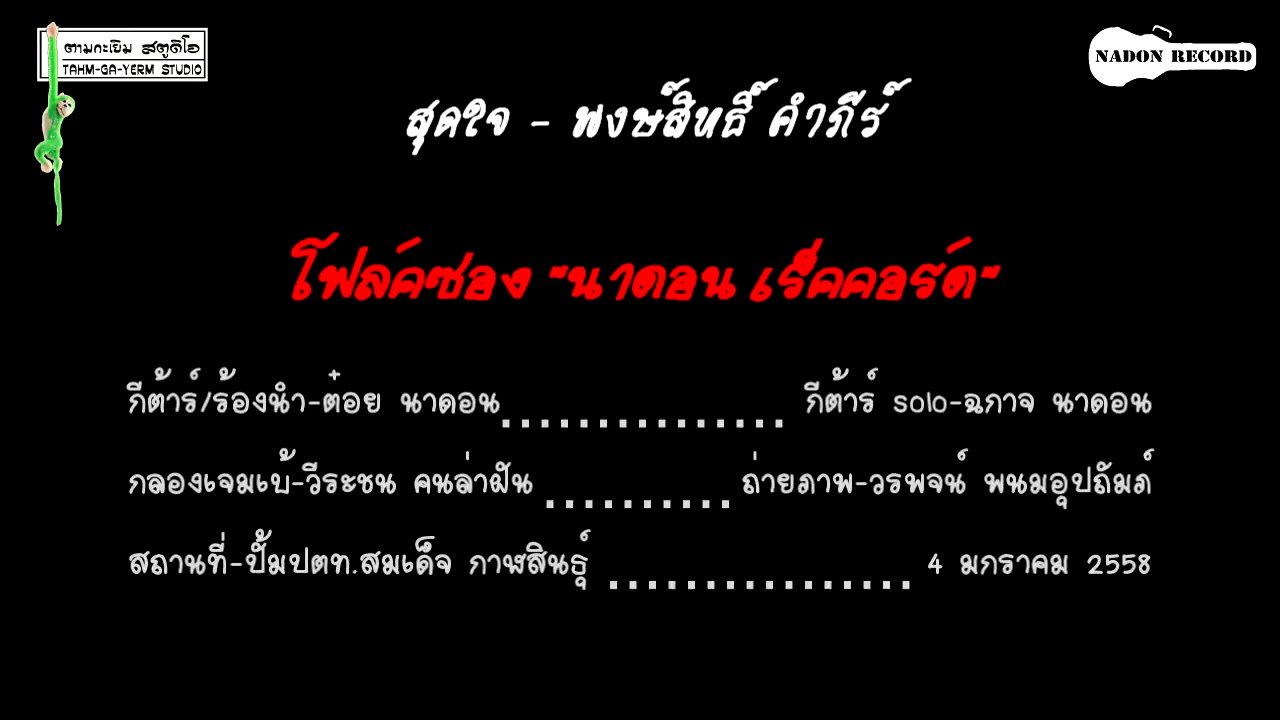 ตามกะเยิม สตูดิโอ
TAHM-GA-YERM STUDIO
NADON RECORD
สุดใจ - พงษ์สิทธิ์ คำภีร์
โฟล์คซอง "นาดอน เร็คคอร์ด"
กีต้าร์/ร้องนำ-ต๋อย นาดอน............... กีต้าร์ solo-ฉกาจ นาดอน
กลองเจมเบ้-วีระชน คนล่าฝัน .......... ถ่ายภาพ-วรพจน์ พนมอุปถัมภ์
สถานที่-ปั้มปตท.สมเด็จ กาฬสินธุ์ ................ 4 มกราคม 2558